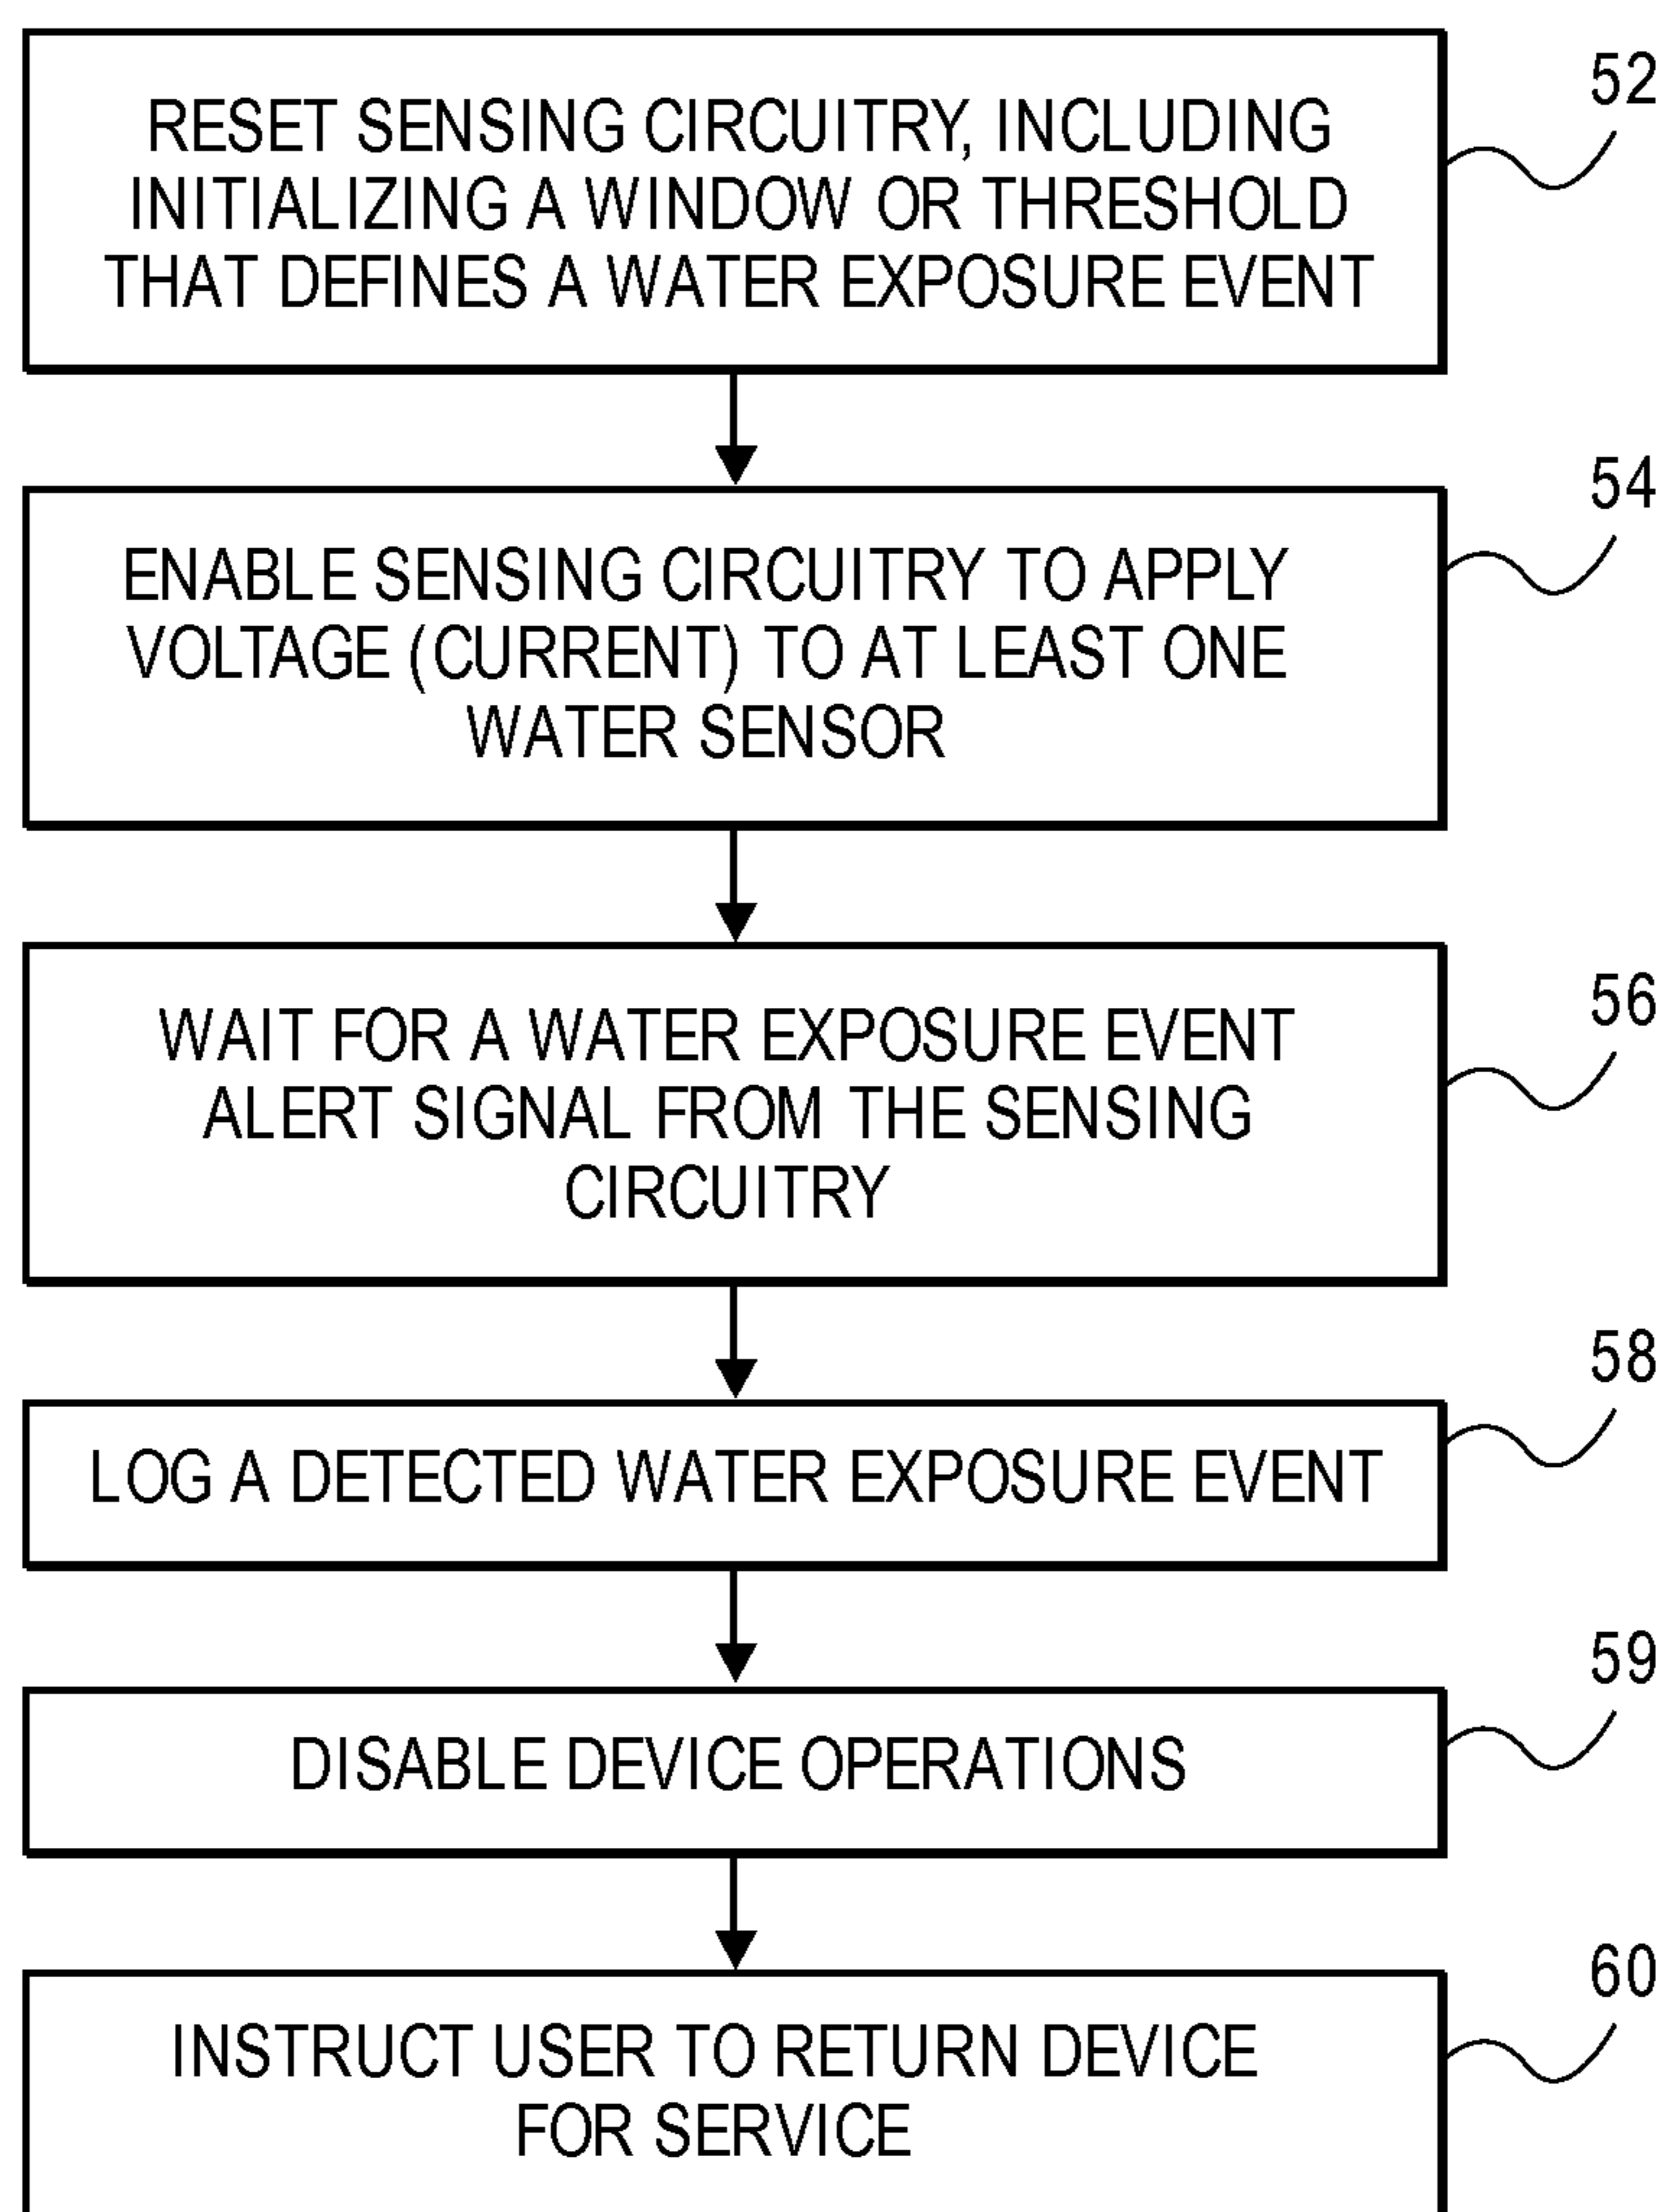 52
RESET SENSING CIRCUITRY, INCLUDING
INITIALIZING A WINDOW OR THRESHOLD
THAT DEFINES A WATER EXPOSURE EVENT
54
ENABLE SENSING CIRCUITRY TO APPLY
VOLTAGE (CURRENT) TO AT LEAST ONE
WATER SENSOR
56
WAIT FOR A WATER EXPOSURE EVENT
ALERT SIGNAL FROM THE SENSING
CIRCUITRY
58
LOG A DETECTED WATER EXPOSURE EVENT
59
DISABLE DEVICE OPERATIONS
60
INSTRUCT USER TO RETURN DEVICE
FOR SERVICE